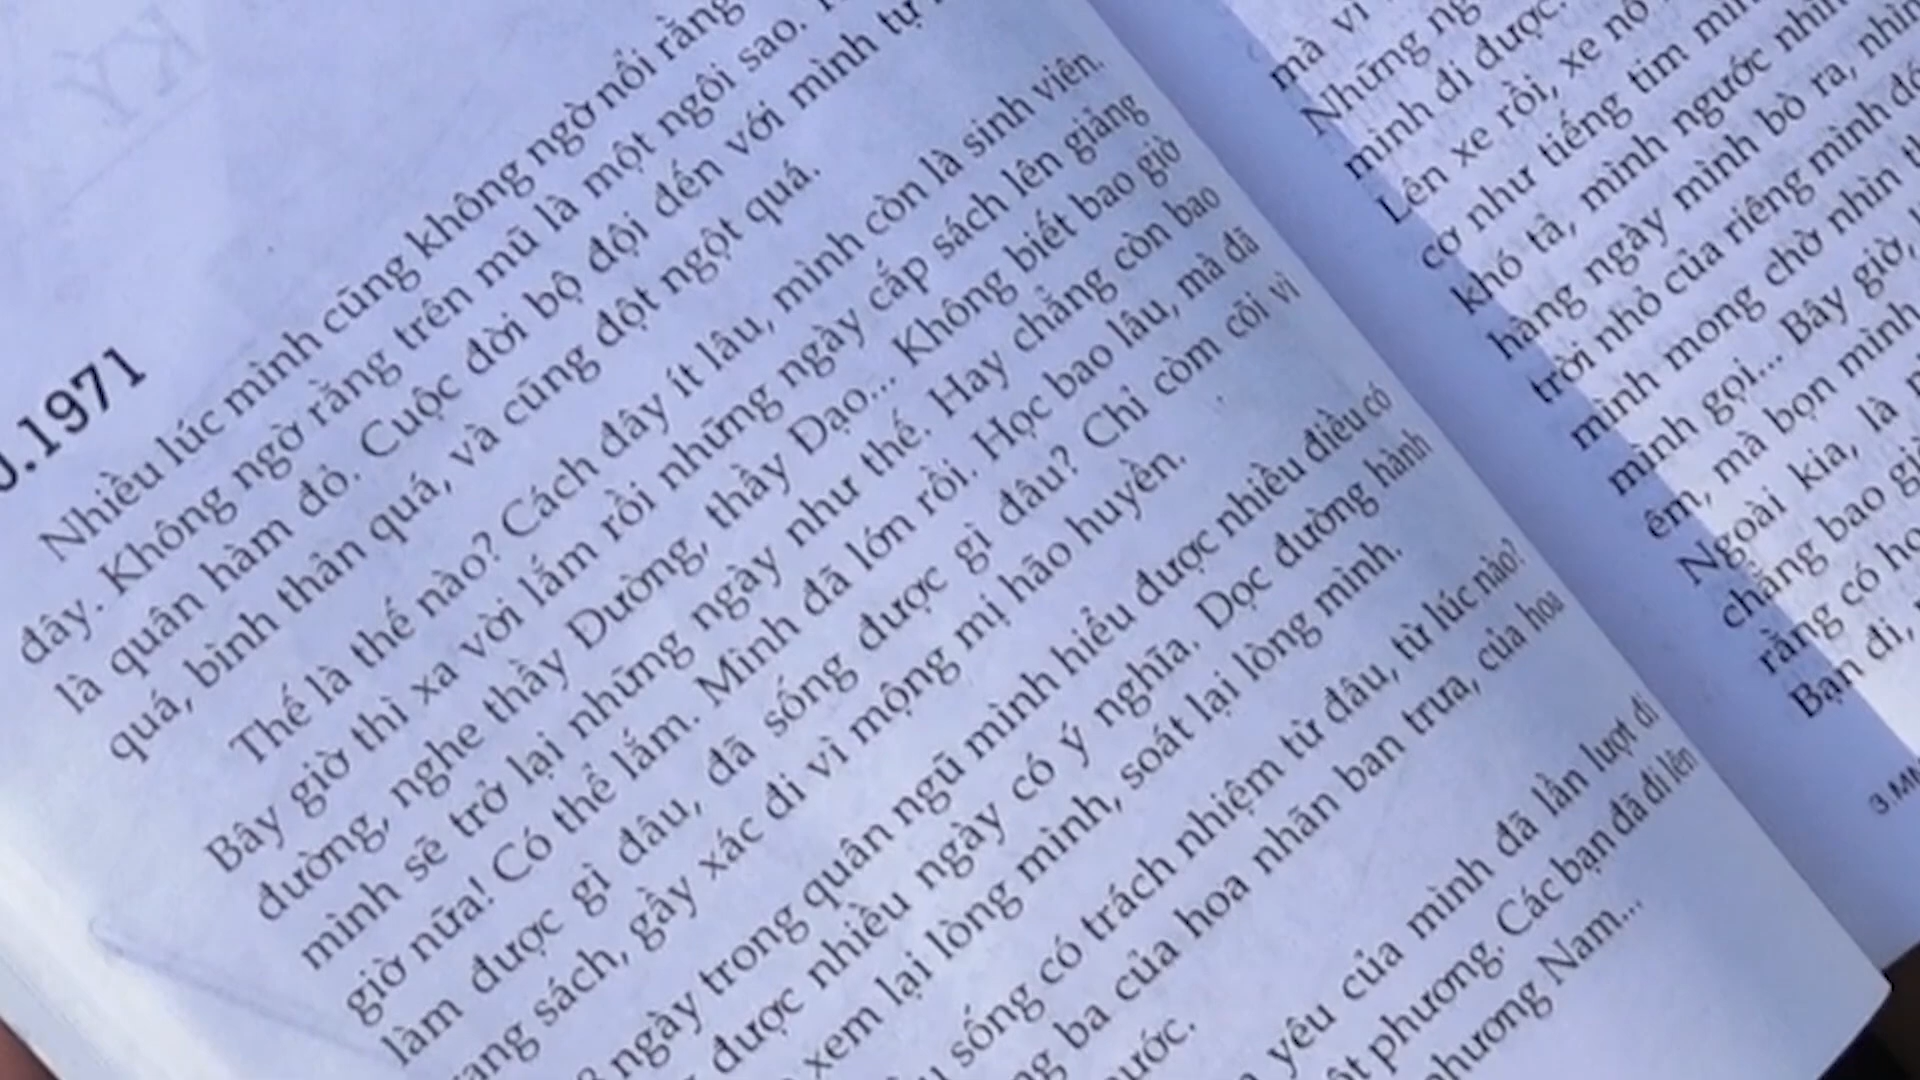 .1971
Nhiều lúc mình cũng không ngờ nổi rằng
đây. Không ngờ rằng trên mũ là một ngôi sao.
là quân hàm đỏ. Cuộc đời bộ đội đến với mình tự
quá, bình thản quá, và cũng đột ngột quá.
Thế là thế nào? Cách đây ít lâu, mình còn là sinh viên.
Bây giờ thì xa vời lắm rồi những ngày cắp sách lên giảng
đường, nghe thầy Đường, thầy Đạo... Không biết bao giờ
mình sẽ trở lại những ngày như thế. Hay chẳng còn bao
giờ nữa! Có thể lắm. Mình đã lớn rồi. Học bao lâu, mà đã
làm được gì đâu, đã sống được gì đâu? Chỉ còm cõi vì
sách, gầy xác đi vì mộng mị hão huyền.
ngày trong quân ngũ mình hiểu được nhiều điều có
được nhiều ngày có ý nghĩa. Dọc đường hành
xem lại lòng mình, soát lại lòng mình.
sống có trách nhiệm từ đâu, từ lúc nào?
ba của hoa nhãn ban trưa, của hoa
yêu của mình đã lần lượt đi
phương. Các bạn đã đi lên
phương Nam...
mà vì
Những
mình đi được.
Lên xe rồi, xe nổ
cơ như tiếng tim
khó tả, mình ngước nhìn
hàng ngày mình bò ra,
trời nhỏ của riêng mình
mình mong chờ nhìn
mình gọi... Bây giờ,
êm, mà bọn mình
Ngoài kia, là
chẳng bao
rằng có
Bạn đi,
3.